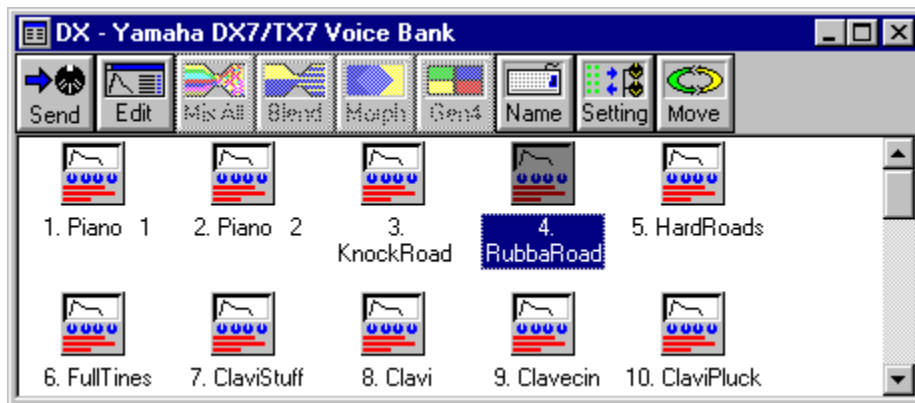 DX - Yamaha DX7/TX7 Voice Bank
Send Edit Mix All Blend Morph Gen4 Name Setting Move
1. Piano 1 2. Piano 2 3. KnockRoad 4. RubbaRoad 5. HardRoads
6. FullTines 7. ClaviStuff 8. Clavi 9. Clavecin 10. ClaviPluck